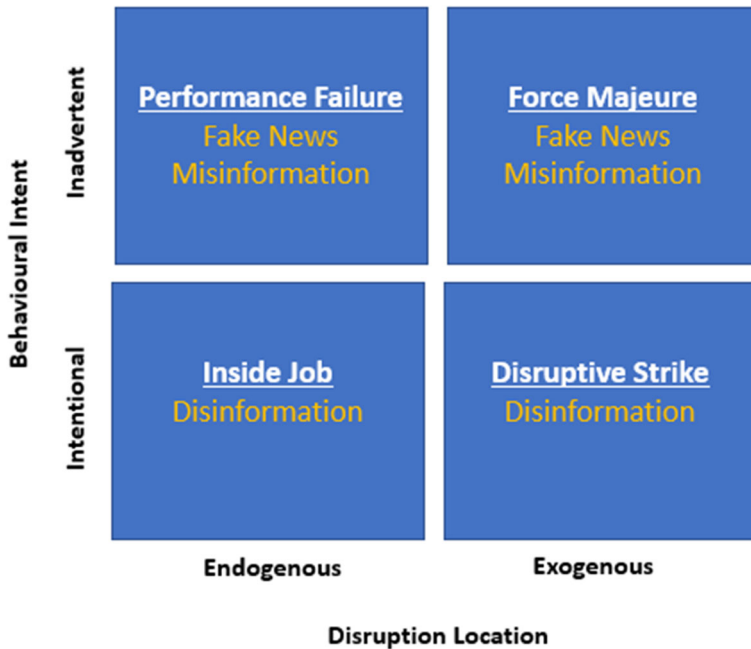 Behavioural Intent
Inadvertent
Performance Failure
Fake News
Misinformation
Force Majeure
Fake News
Misinformation
Intentional
Inside Job
Disinformation
Disruptive Strike
Disinformation
Endogenous
Exogenous
Disruption Location